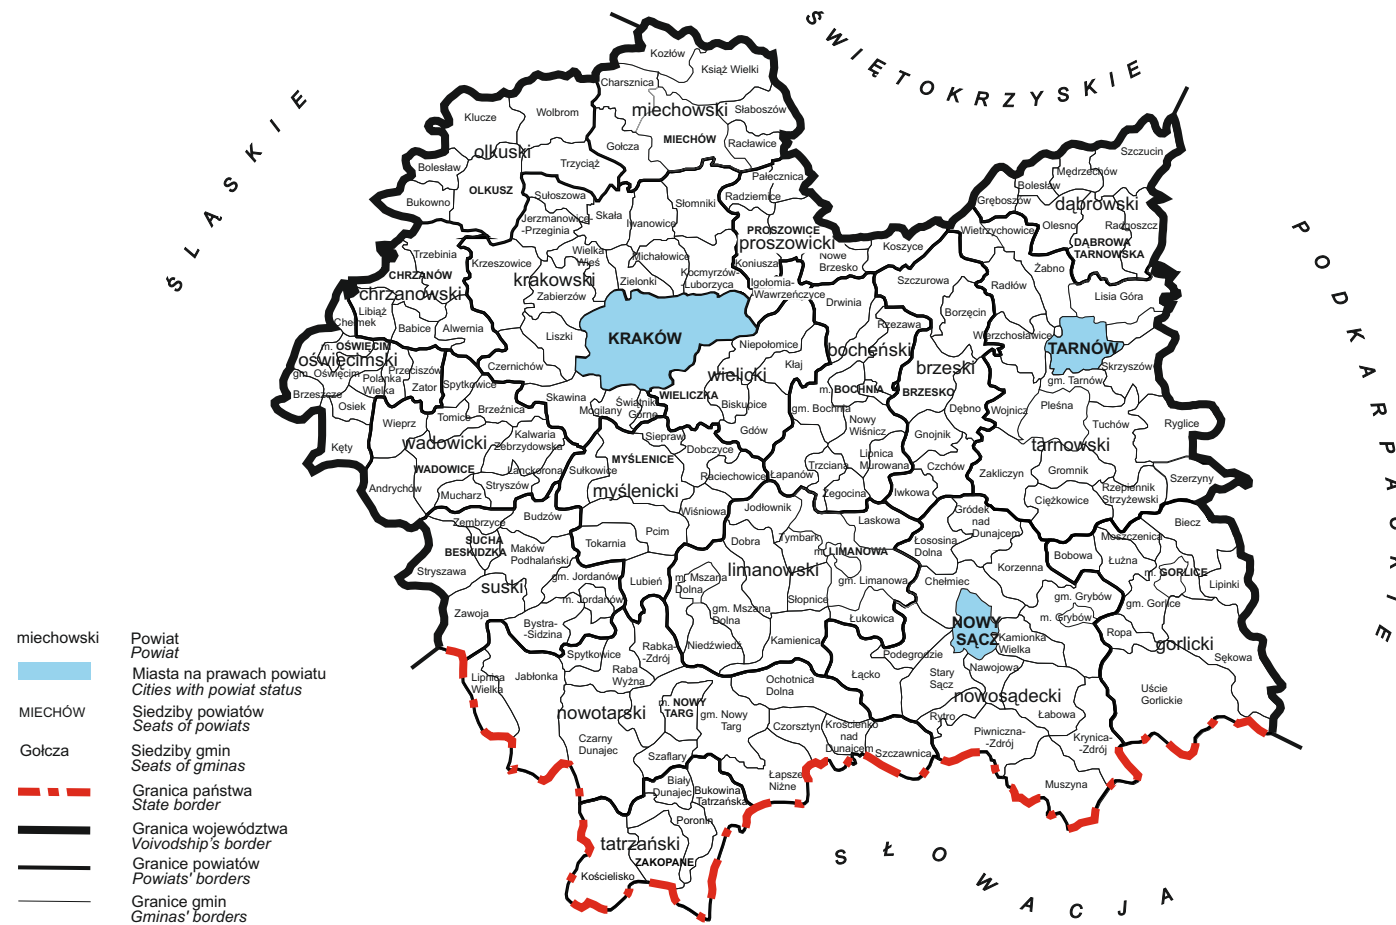 ŚLĄSKIE
ŚWIĘTOKRZYSKIE
PODKARPACKIE
SŁOWACJA
Kozłów
Książ Wielki
Charsznica
miechowski
Słaboszów
MIECHÓW
Racławice
Gołcza
Klucze
Wolbrom
olkuski
Trzyciąż
Bolesław
OLKUSZ
Bukowno
Pałecznica
Radziemice
PROSZOWICE
proszowicki
Koniusza
Nowe
Brzesko
Koszyce
Igołomia-
-Wawrzeńczyce
Sułoszowa
Jerzmanowice-
-Przeginia
Skała
Iwanowice
Słomniki
Wielka
Wieś
Michałowice
Krzeszowice
krakowski
Zielonki
Kocmyrzów-
-Luborzyca
Zabierzów
Liszki
Czernichów
KRAKÓW
Skawina
Mogilany
Świątniki
Górne
Trzebinia
CHRZANÓW
chrzanowski
Libiąż
Chełmek
Babice
Alwernia
m. OŚWIĘCIM
oświęcimski
gm. Oświęcim
Przeciszów
Polanka
Wielka
Zator
Brzeszcze
Osiek
Kęty
Spytkowice
Wieprz
Tomice
Brzeźnica
wadowicki
Kalwaria
Zebrzydowska
WADOWICE
Lanckorona
Andrychów
Mucharz
Stryszów
Niepołomice
Kłaj
wielicki
WIELICZKA
Biskupice
Gdów
Siepraw
Dobczyce
MYŚLENICE
Sułkowice
Raciechowice
myślenicki
Wiśniowa
Pcim
Tokarnia
Lubień
Drwinia
Rzezawa
bocheński
m. BOCHNIA
gm. Bochnia
Nowy
Wiśnicz
Lipnica
Murowana
Trzciana
Łapanów
Żegocina
Szczurowa
Borzęcin
brzeski
BRZESKO
Dębno
Gnojnik
Czchów
Iwkowa
Szczucin
Mędrzechów
Bolesław
Gręboszów
dąbrowski
Olesno
Radgoszcz
DĄBROWA
TARNOWSKA
Wietrzychowice
Żabno
Radłów
Lisia Góra
Wierzchosławice
TARNÓW
Skrzyszów
gm. Tarnów
Wojnicz
Pleśna
Tuchów
Ryglice
tarnowski
Zakliczyn
Gromnik
Szerzyny
Rzepiennik
Strzyżewski
Ciężkowice
Zembrzyce
Budzów
SUCHA
BESKIDZKA
Maków
Podhalański
Stryszawa
suski
gm. Jordanów
m. Jordanów
Zawoja
Bystra-
-Sidzina
Jodłownik
Laskowa
Dobra
Tymbark
m. LIMANOWA
limanowski
m. Mszana
Dolna
gm. Limanowa
Słopnice
gm. Mszana
Dolna
Łukowica
Niedźwiedź
Kamienica
Gródek
nad
Dunajcem
Łososina
Dolna
Korzenna
Chełmiec
gm. Grybów
m. Grybów
NOWY
SĄCZ
Kamionka
Wielka
Podegrodzie
Nawojowa
Łącko
Stary
Sącz
nowosądecki
Łabowa
Rytro
Piwniczna-
-Zdrój
Krynica-
-Zdrój
Muszyna
Biecz
Moszczenica
Bobowa
Łużna
m. GORLICE
Lipinki
gm. Gorlice
Ropa
gorlicki
Sękowa
Uście
Gorlickie
Lipnica
Wielka
Jabłonka
Spytkowice
Raba
Wyżna
Rabka-
-Zdrój
Ochotnica
Dolna
nowotarski
m. NOWY
TARG
gm. Nowy
Targ
Czarny
Dunajec
Czorsztyn
Krościenko
nad
Dunajcem
Szczawnica
Szaflary
Łapsze
Niżne
Biały
Dunajec
Bukowina
Tatrzańska
Poronin
tatrzański
ZAKOPANE
Kościelisko
miechowski
Powiat
Powiat
Miasta na prawach powiatu
Cities with powiat status
MIECHÓW
Siedziby powiatów
Seats of powiats
Gołcza
Siedziby gmin
Seats of gminas
Granica państwa
State border
Granica województwa
Voivodship's border
Granice powiatów
Powiats' borders
Granice gmin
Gminas' borders